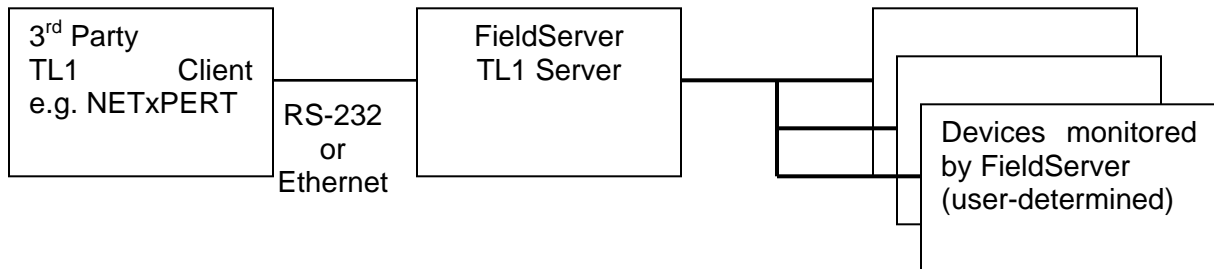 3rd Party
TL1 Client
e.g. NETxPERT
RS-232
or
Ethernet
FieldServer
TL1 Server
Devices monitored
by FieldServer
(user-determined)